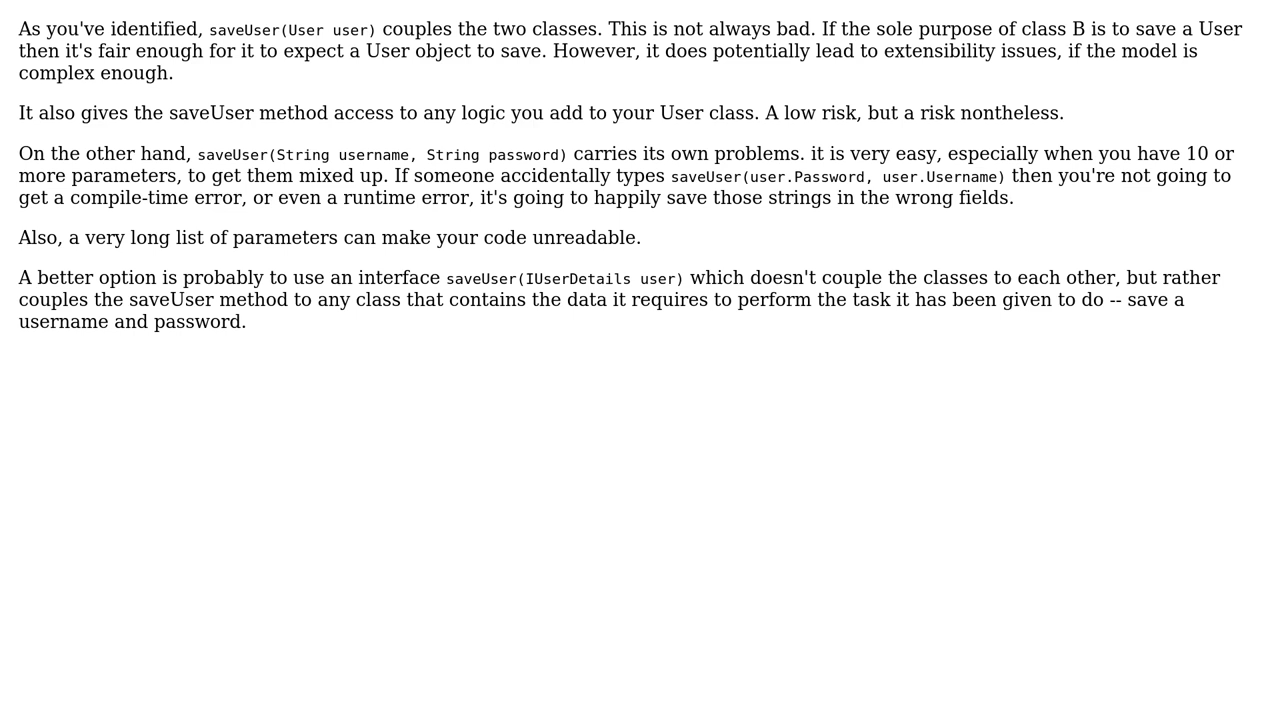 As you've identified, saveUser(User user) couples the two classes. This is not always bad. If the sole purpose of class B is to save a User
then it's fair enough for it to expect a User object to save. However, it does potentially lead to extensibility issues, if the model is
complex enough.
It also gives the saveUser method access to any logic you add to your User class. A low risk, but a risk nontheless.
On the other hand, saveUser(String username, String password) carries its own problems. it is very easy, especially when you have 10 or
more parameters, to get them mixed up. If someone accidentally types saveUser(user.Password, user.Username) then you're not going to
get a compile-time error, or even a runtime error, it's going to happily save those strings in the wrong fields.
Also, a very long list of parameters can make your code unreadable.
A better option is probably to use an interface saveUser(IUserDetails user) which doesn't couple the classes to each other, but rather
couples the saveUser method to any class that contains the data it requires to perform the task it has been given to do -- save a
username and password.